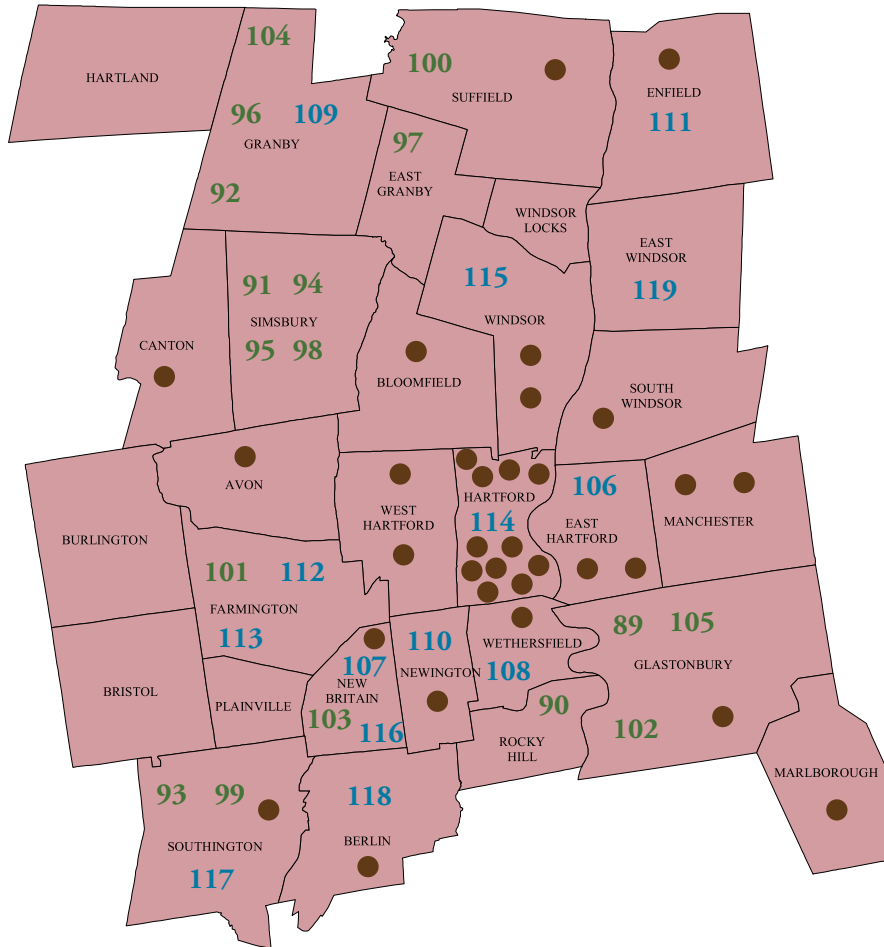 104
100
HARTLAND
SUFFIELD
ENFIELD
96 109
111
GRANBY
97
EAST
GRANBY
92
WINDSOR
LOCKS
EAST
WINDSOR
115
119
91 94
SIMSBURY
WINDSOR
95 98
CANTON
BLOOMFIELD
SOUTH
WINDSOR
AVON
106
HARTFORD
WEST
HARTFORD
114
EAST
HARTFORD
MANCHESTER
BURLINGTON
101 112
FARMINGTON
113
89 105
110
WETHERSFIELD
107
NEWINGTON
108
GLASTONBURY
BRISTOL
NEW
BRITAIN
PLAINVILLE
103
116
90
102
ROCKY
HILL
MARLBOROUGH
93 99
118
SOUTHINGTON
BERLIN
117